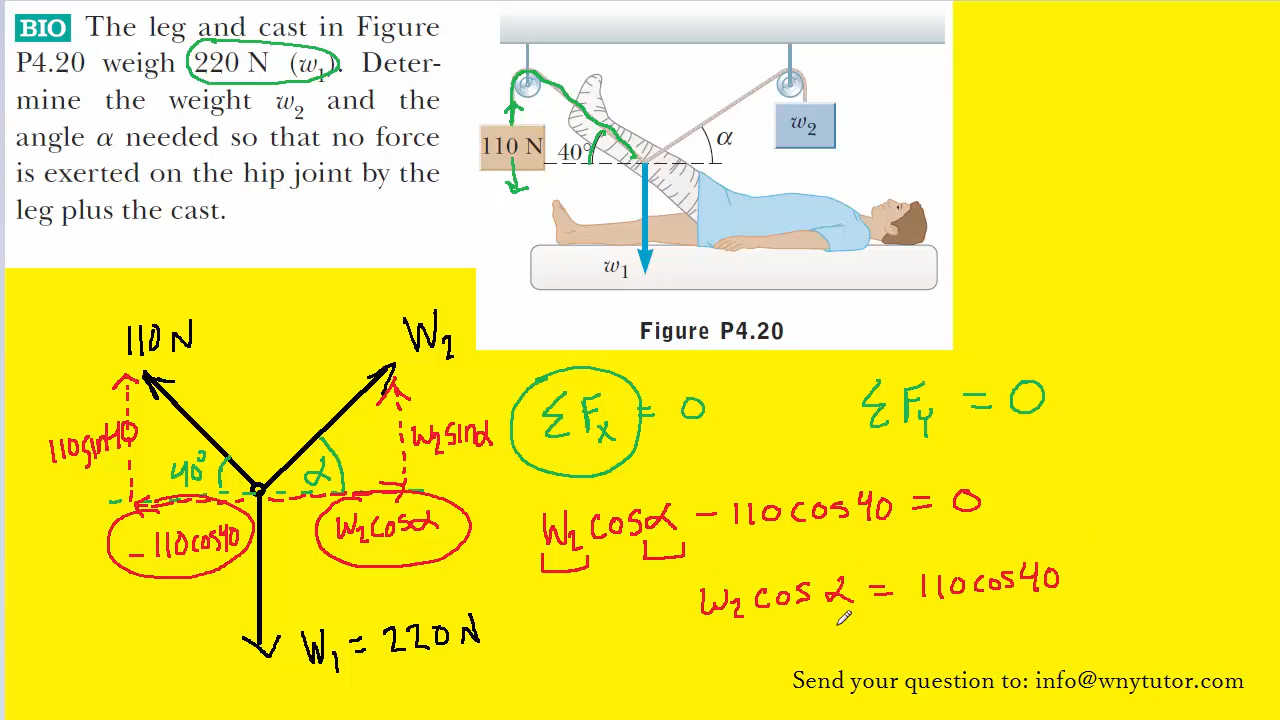 BIO The leg and cast in Figure
P4.20 weigh 220 N (w₁). Deter-
mine the weight w₂ and the
angle α needed so that no force
is exerted on the hip joint by the
leg plus the cast.
110 N
40°
α
w₂
w₁
Figure P4.20
110 N
W₂
110sin40
40°
α
W₂sinα
-110cos40
W₂cosα
W₁ = 220 N
ΣFₓ = 0
ΣFᵧ = 0
W₂cosα - 110cos40 = 0
W₂cosα = 110cos40
Send your question to: info@wnytutor.com